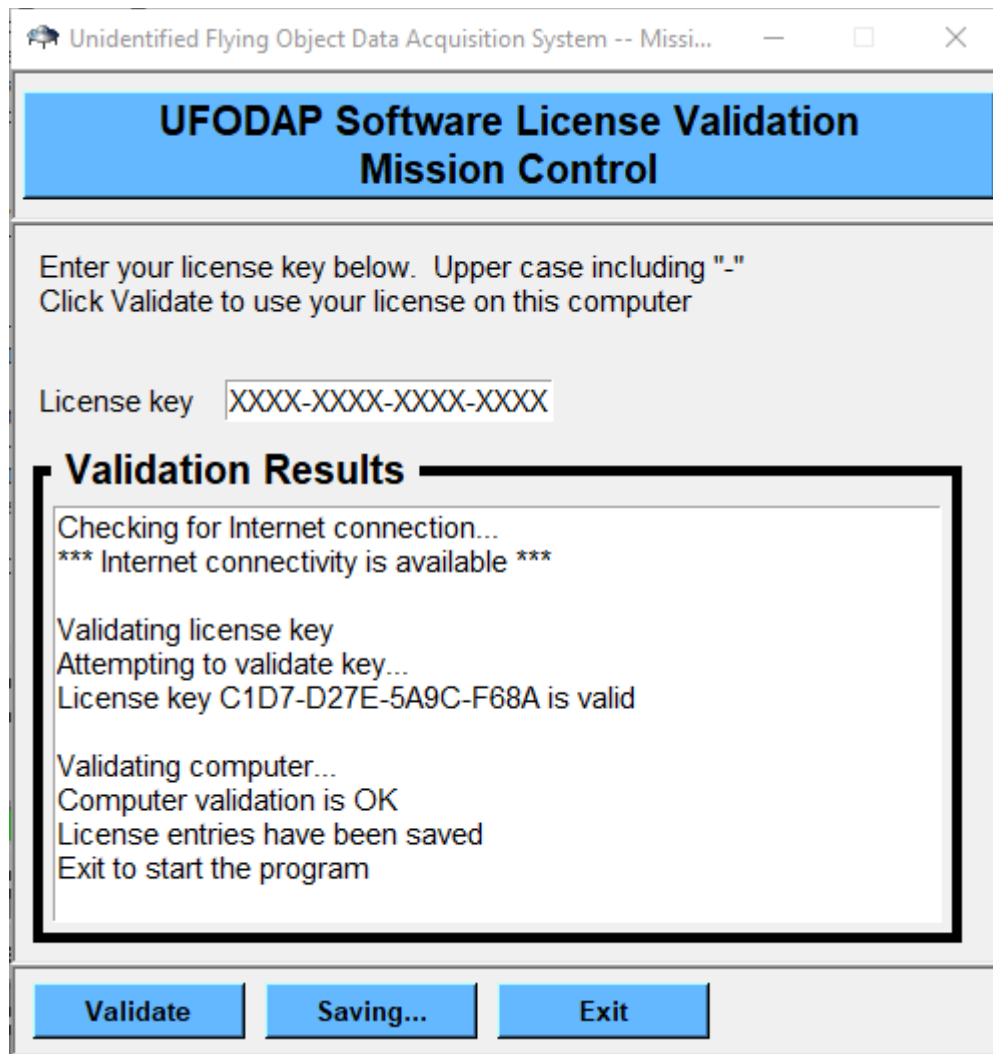 Unidentified Flying Object Data Acquisition System -- Missi...
UFODAP Software License Validation
Mission Control
Enter your license key below.  Upper case including "-"
Click Validate to use your license on this computer
License key XXXX-XXXX-XXXX-XXXX
Validation Results
Checking for Internet connection...
*** Internet connectivity is available ***
Validating license key
Attempting to validate key...
License key C1D7-D27E-5A9C-F68A is valid
Validating computer...
Computer validation is OK
License entries have been saved
Exit to start the program
Validate Saving... Exit